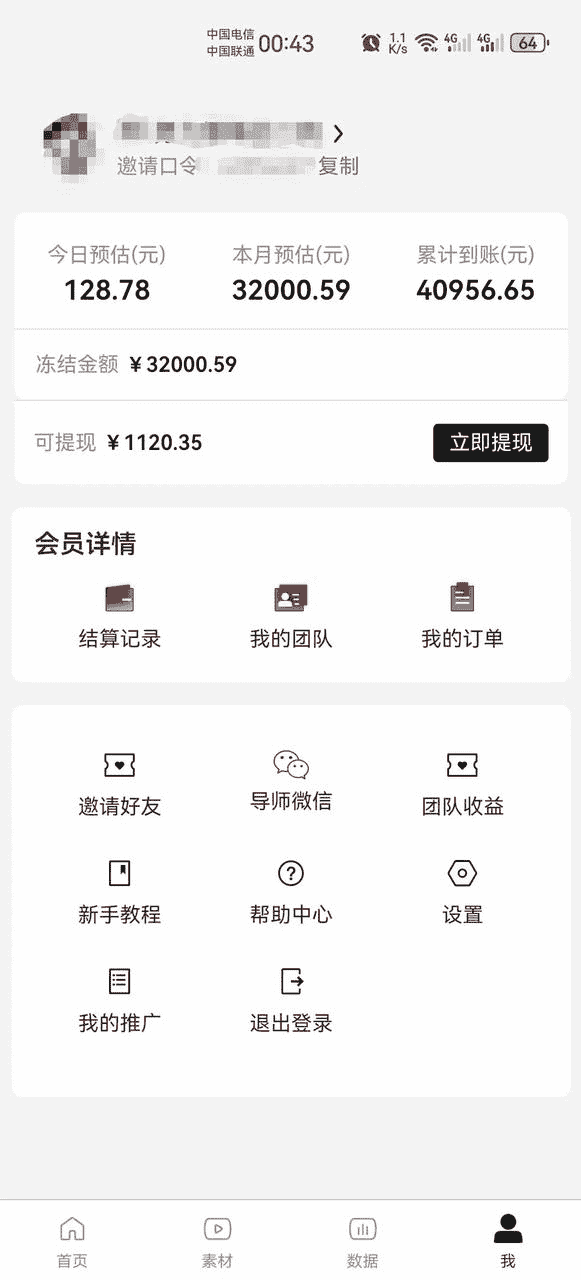 中国电信
中国联通
00:43
1.1 K/s 4G 4G 64
邀请口令 复制
今日预估(元) 本月预估(元) 累计到账(元)
128.78 32000.59 40956.65
冻结金额 ¥32000.59
可提现 ¥1120.35 立即提现
会员详情
结算记录 我的团队 我的订单
邀请好友 导师微信 团队收益
新手教程 帮助中心 设置
我的推广 退出登录
首页 素材 数据 我